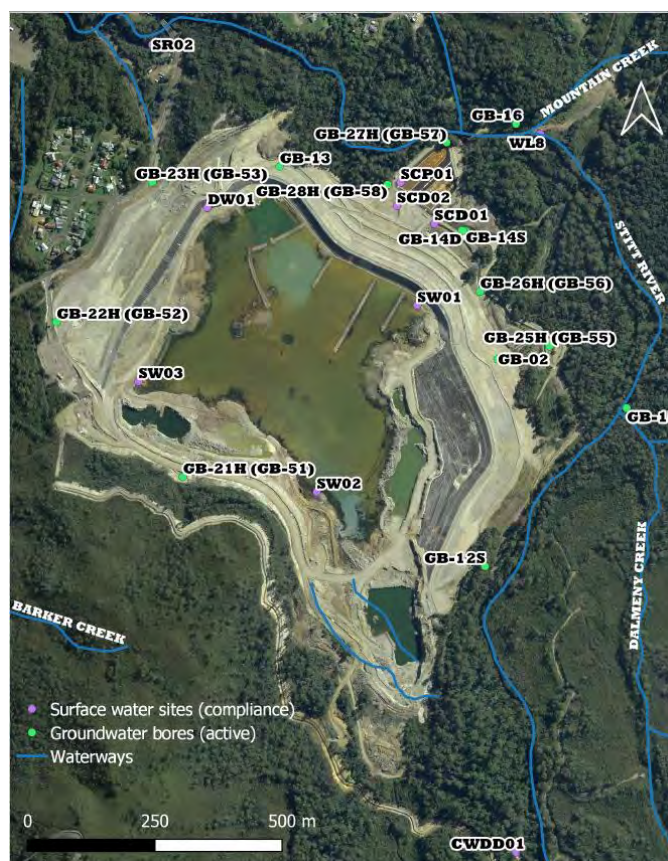 SR02
MOUNTAIN CREEK
GB-16
GB-27H (GB-57)
WL8
GB-13
GB-23H (GB-53)
GB-28H (GB-58)
SCP01
DW01
SCD02
SCD01
GB-14D
GB-14S
STITT RIVER
GB-26H (GB-56)
SW01
GB-22H (GB-52)
GB-25H (GB-55)
GB-02
SW03
GB-1
GB-21H (GB-51)
SW02
GB-12S
DALMENY CREEK
BARKER CREEK
Surface water sites (compliance)
Groundwater bores (active)
Waterways
0 250 500 m
CWDD01